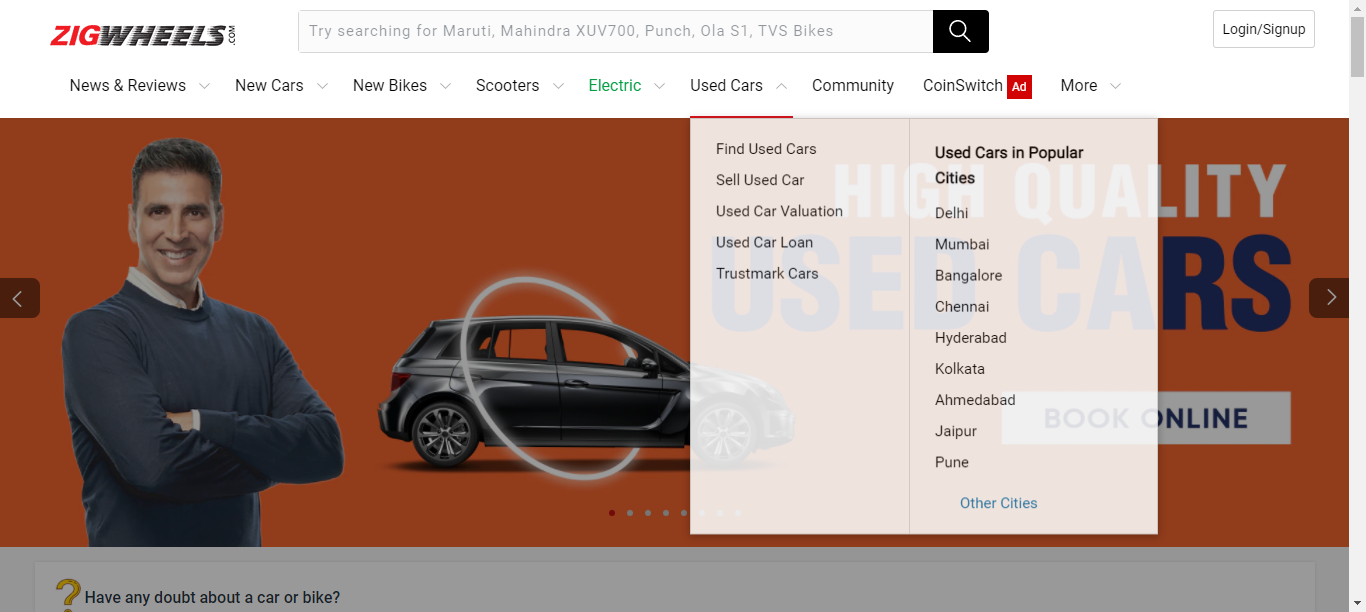 ZIGWHEELS.COM
Try searching for Maruti, Mahindra XUV700, Punch, Ola S1, TVS Bikes
Login/Signup
News & Reviews
New Cars
New Bikes
Scooters
Electric
Used Cars
Community
CoinSwitch Ad
More
Find Used Cars
Sell Used Car
Used Car Valuation
Used Car Loan
Trustmark Cars
Used Cars in Popular
Cities
Delhi
Mumbai
Bangalore
Chennai
Hyderabad
Kolkata
Ahmedabad
Jaipur
Pune
Other Cities
HIGH QUALITY
USED CARS
BOOK ONLINE
Have any doubt about a car or bike?